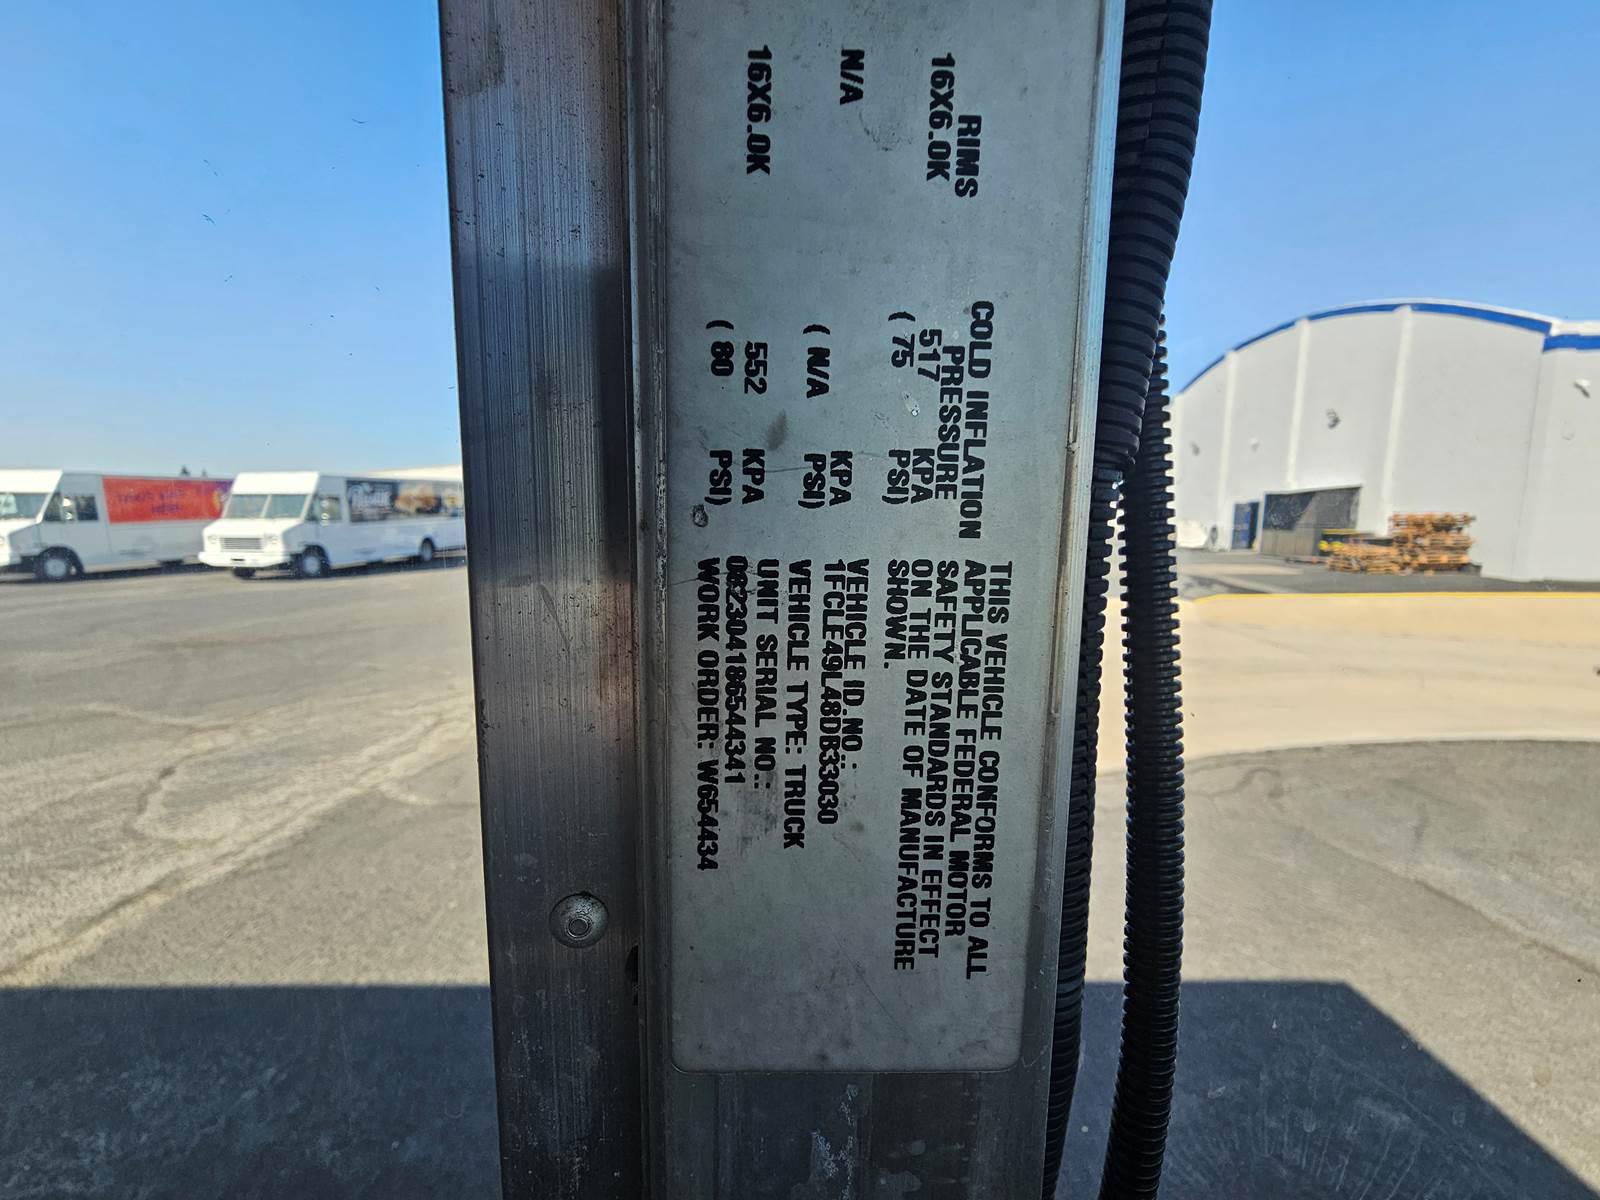 RIMS
16X6.0K
N/A
16X6.0K
COLD INFLATION
PRESSURE
517 KPA
( 75 PSI)
KPA
( N/A PSI)
552 KPA
( 80 PSI)
THIS VEHICLE CONFORMS TO ALL
APPLICABLE FEDERAL MOTOR
SAFETY STANDARDS IN EFFECT
ON THE DATE OF MANUFACTURE
SHOWN.
VEHICLE ID.NO.:
1FCLE49L48DB33030
VEHICLE TYPE: TRUCK
UNIT SERIAL NO.:
082304186544341
WORK ORDER: W654434